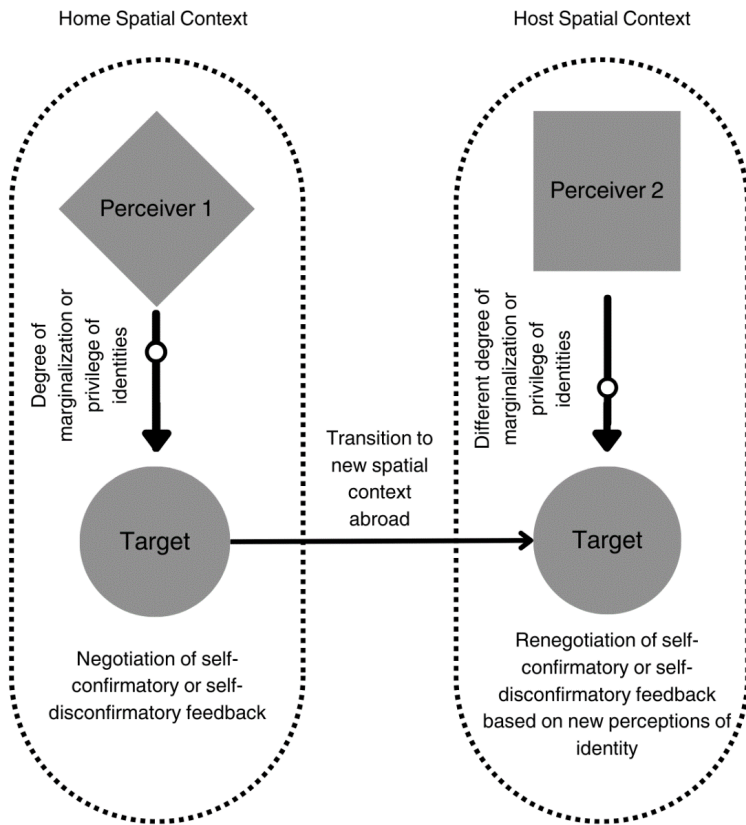 Home Spatial Context
Perceiver 1
Degree of
marginalization or
privilege of
identities
Target
Negotiation of self-
confirmatory or self-
disconfirmatory feedback
Transition to
new spatial
context
abroad
Host Spatial Context
Perceiver 2
Different degree of
marginalization or
privilege of
identities
Target
Renegotiation of self-
confirmatory or self-
disconfirmatory feedback
based on new perceptions of
identity